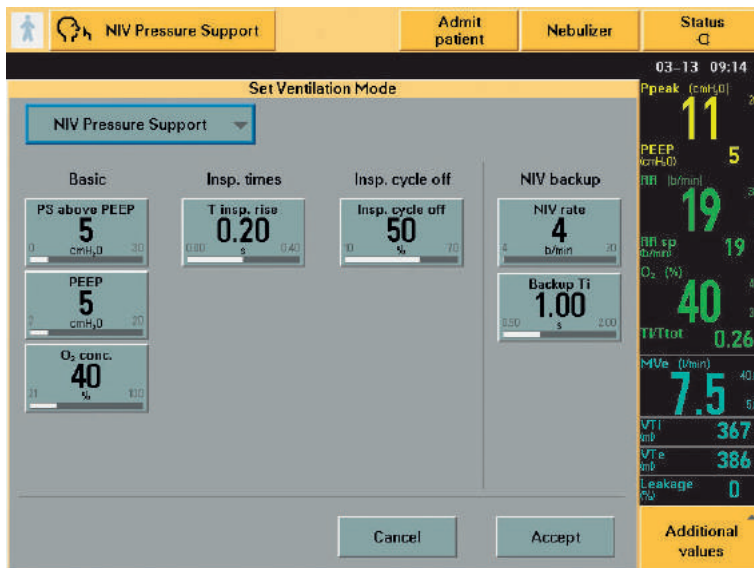 NIV Pressure Support
Admit
patient
Nebulizer
Status
03-13 09:14
Set Ventilation Mode
NIV Pressure Support
Basic
Insp. times
Insp. cycle off
NIV backup
PS above PEEP
5
0 cmH₂O 30
T insp. rise
0.20
0.00 s 0.40
Insp. cycle off
50
10 % 70
NIV rate
4
4 b/min 20
PEEP
5
2 cmH₂O 20
Backup Ti
1.00
0.50 s 2.00
O₂ conc.
40
21 % 100
Cancel
Accept
Ppeak (cmH₂O)
11
PEEP
(cmH₂O)
5
RR (b/min)
19
RR sp
(b/min)
19
O₂ (%)
40
Ti/Ttot
0.26
MVe (l/min)
7.5
40
5
VTi
(ml)
367
VTe
(ml)
386
Leakage
(%)
0
Additional
values